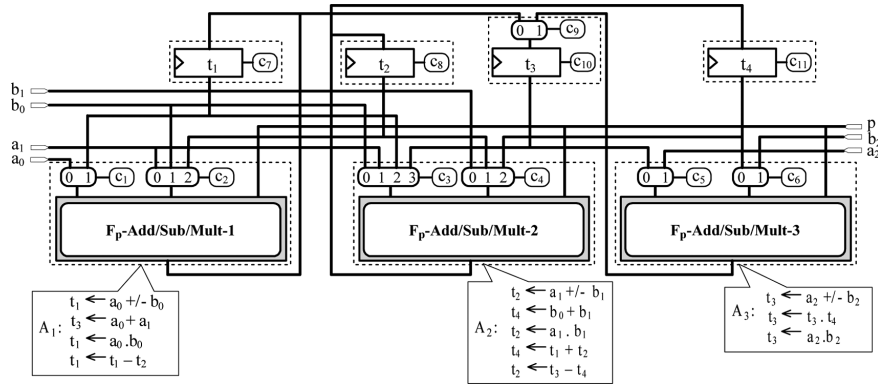 0 1 c₉
t₁ c₇ t₂ c₈ t₃ c₁₀ t₄ c₁₁
b₁
b₀
p
b₂
a₁
a₂
a₀
0 1 c₁ 0 1 2 c₂ 0 1 2 3 c₃ 0 1 2 c₄ 0 1 c₅ 0 1 c₆
Fₚ-Add/Sub/Mult-1 Fₚ-Add/Sub/Mult-2 Fₚ-Add/Sub/Mult-3
A₁:
t₁ ← a₀ +/- b₀
t₃ ← a₀ + a₁
t₁ ← a₀.b₀
t₁ ← t₁ − t₂
A₂:
t₂ ← a₁ +/- b₁
t₄ ← b₀ + b₁
t₂ ← a₁.b₁
t₄ ← t₁ + t₂
t₂ ← t₃ − t₄
A₃:
t₃ ← a₂ +/- b₂
t₃ ← t₃.t₄
t₃ ← a₂.b₂